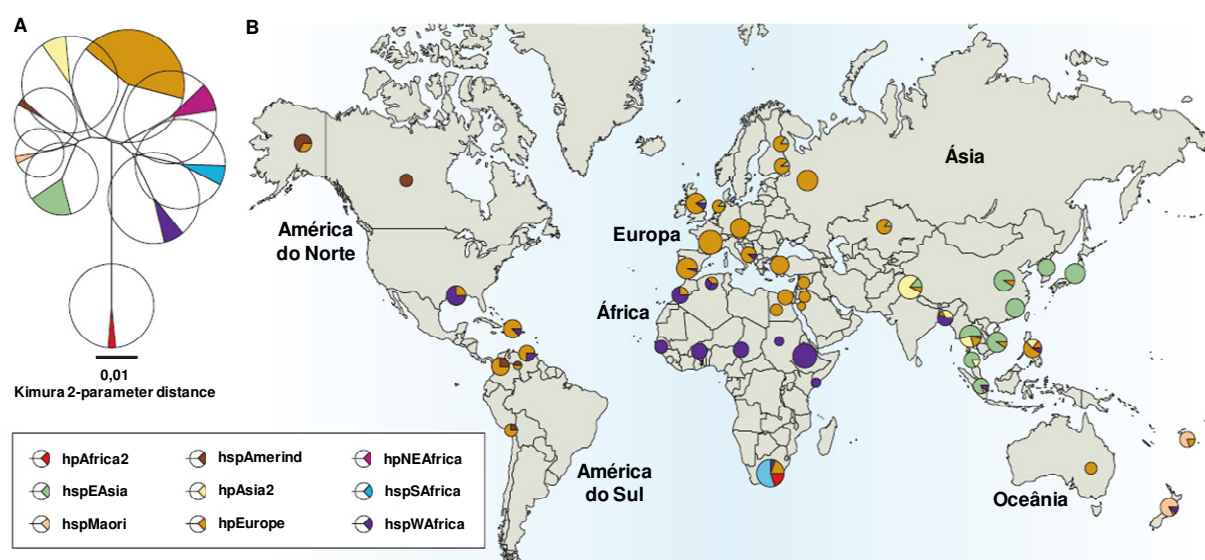 A
B
Ásia
América
do Norte
Europa
África
América
do Sul
Oceânia
0,01
Kimura 2-parameter distance
hpAfrica2
hspAmerind
hpNEAfrica
hspEAsia
hpAsia2
hspSAfrica
hspMaori
hpEurope
hspWAfrica